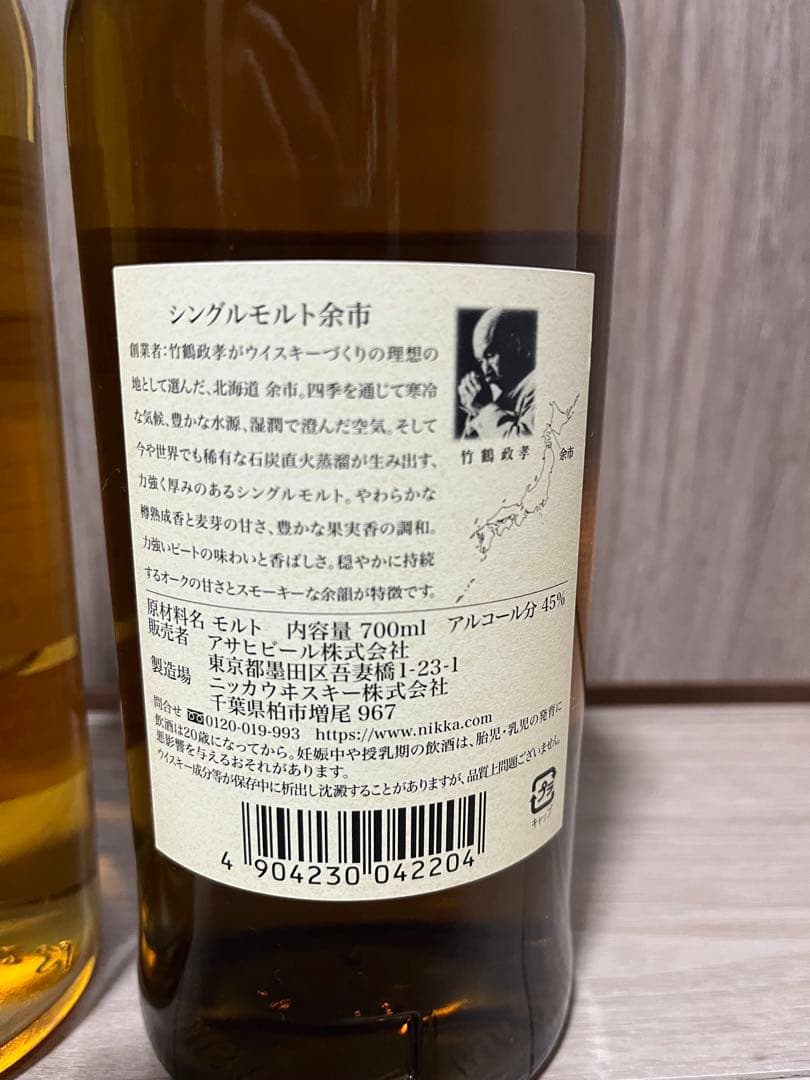 シングルモルト余市
創業者:竹鶴政孝がウイスキーづくりの理想の
地として選んだ、北海道 余市。四季を通じて寒冷
な気候、豊かな水源、湿潤で澄んだ空気。そして
今や世界でも稀有な石炭直火蒸溜が生み出す、
力強く厚みのあるシングルモルト。やわらかな
樽熟成香と麦芽の甘さ、豊かな果実香の調和。
力強いピートの味わいと香ばしさ。穏やかに持続
するオークの甘さとスモーキーな余韻が特徴です。
竹鶴政孝
余市
原材料名 モルト 内容量 700ml アルコール分 45%
販売者 アサヒビール株式会社
東京都墨田区吾妻橋1-23-1
製造場 ニッカウヰスキー株式会社
千葉県柏市増尾 967
問合せ 0120-019-993 https://www.nikka.com
飲酒は20歳になってから。妊娠中や授乳期の飲酒は、胎児・乳児の発育に
悪影響を与えるおそれがあります。
ウイスキー成分等が保存中に析出し沈澱することがありますが、品質上問題ございません。
プラ
キャップ
4 904230 042204